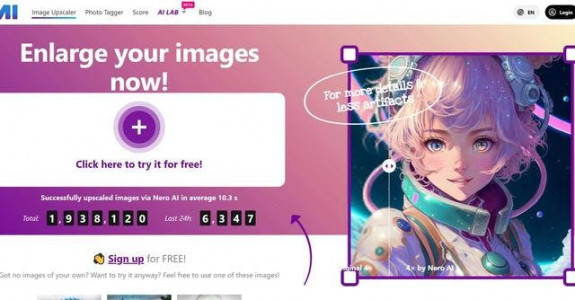 AI
Image Upscaler Photo Tagger Score AI LAB BETA Blog
EN Login
Enlarge your images
now!
Click here to try it for free!
For more details &
less artifacts
Successfully upscaled images via Nero AI in average 10.3 s
Total: 1,938,120 Last 24h: 6,347
4× by Nero AI
Sign up for FREE!
Got no images of your own? Want to try it anyway? Feel free to use one of these images!